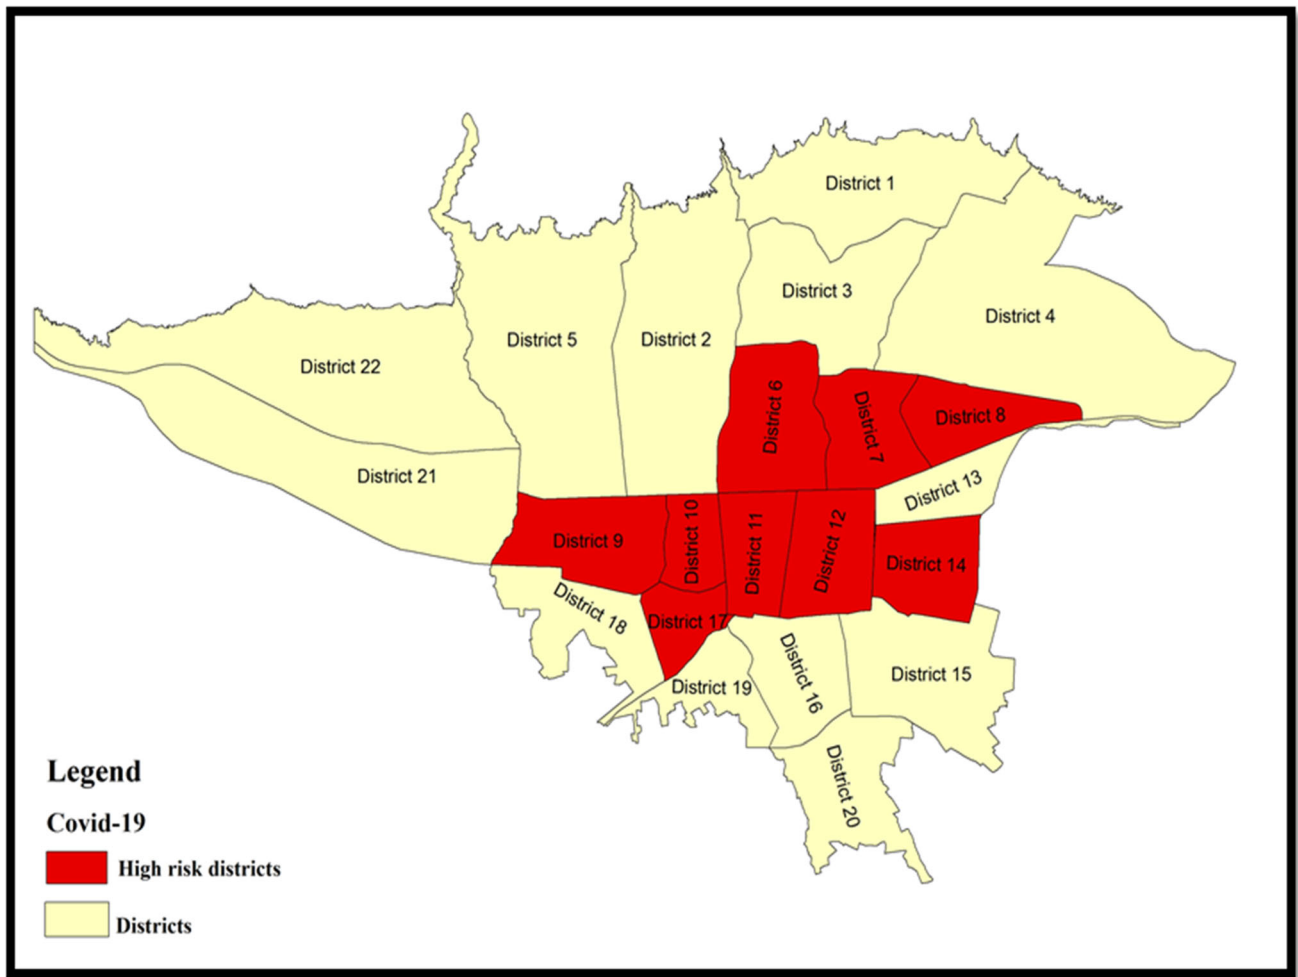 District 1
District 3
District 4
District 5
District 2
District 22
District 6
District 7
District 8
District 21
District 13
District 9
District 10
District 11
District 12
District 14
District 18
District 17
District 16
District 15
District 19
District 20
Legend
Covid-19
High risk districts
Districts